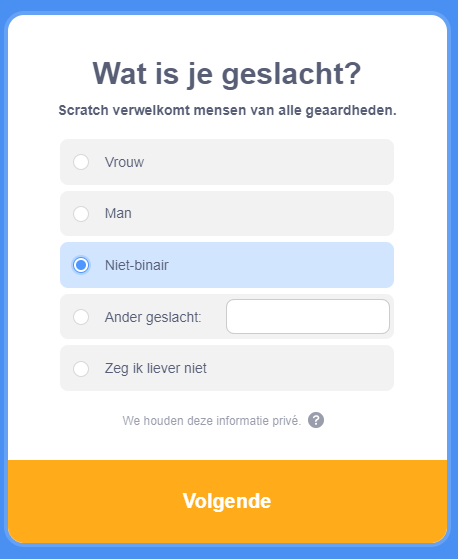 Wat is je geslacht?
Scratch verwelkomt mensen van alle geaardheden.
Vrouw
Man
Niet-binair
Ander geslacht:
Zeg ik liever niet
We houden deze informatie privé. ?
Volgende